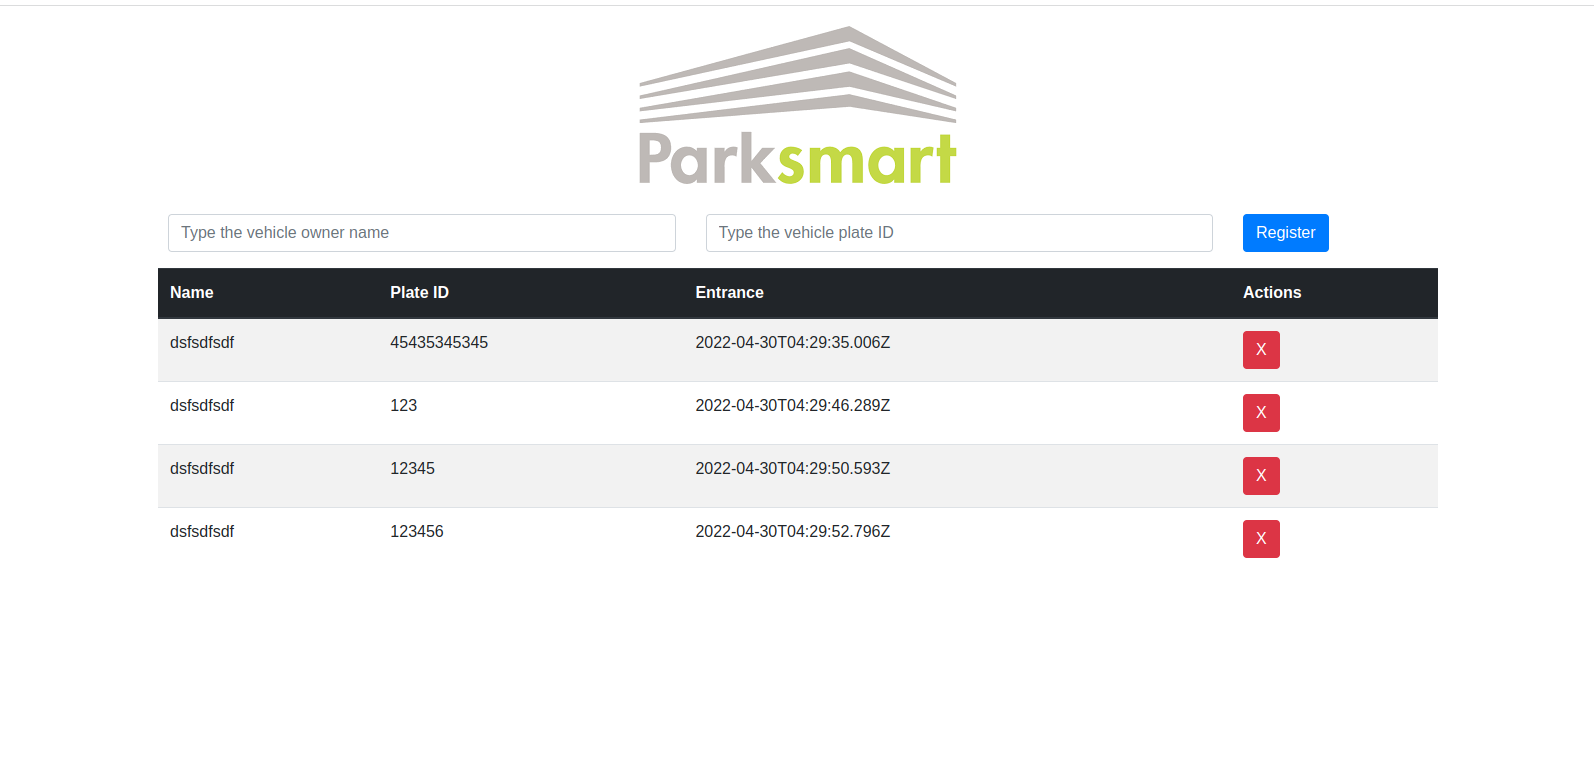 Parksmart
Type the vehicle owner name Type the vehicle plate ID Register
Name Plate ID Entrance Actions
dsfsdfsdf 45435345345 2022-04-30T04:29:35.006Z X
dsfsdfsdf 123 2022-04-30T04:29:46.289Z X
dsfsdfsdf 12345 2022-04-30T04:29:50.593Z X
dsfsdfsdf 123456 2022-04-30T04:29:52.796Z X